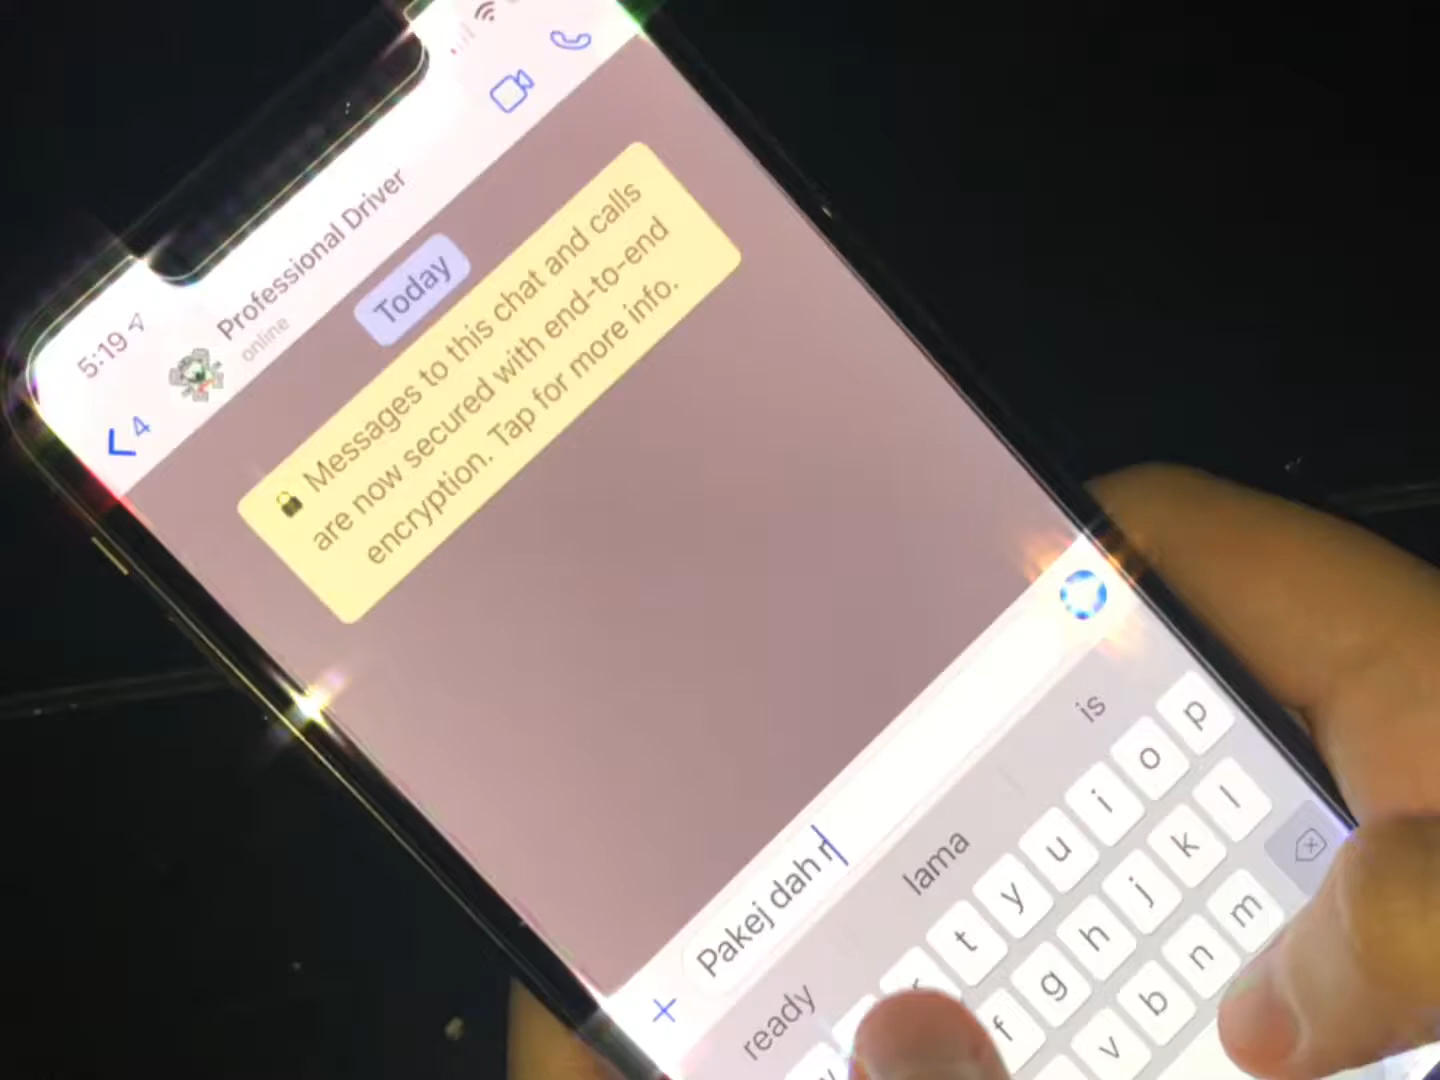 5:19
4
Professional Driver
online
Today
Messages to this chat and calls
are now secured with end-to-end
encryption. Tap for more info.
Pakej dah r
ready lama is
r t y u i o p
f g h j k l
v b n m